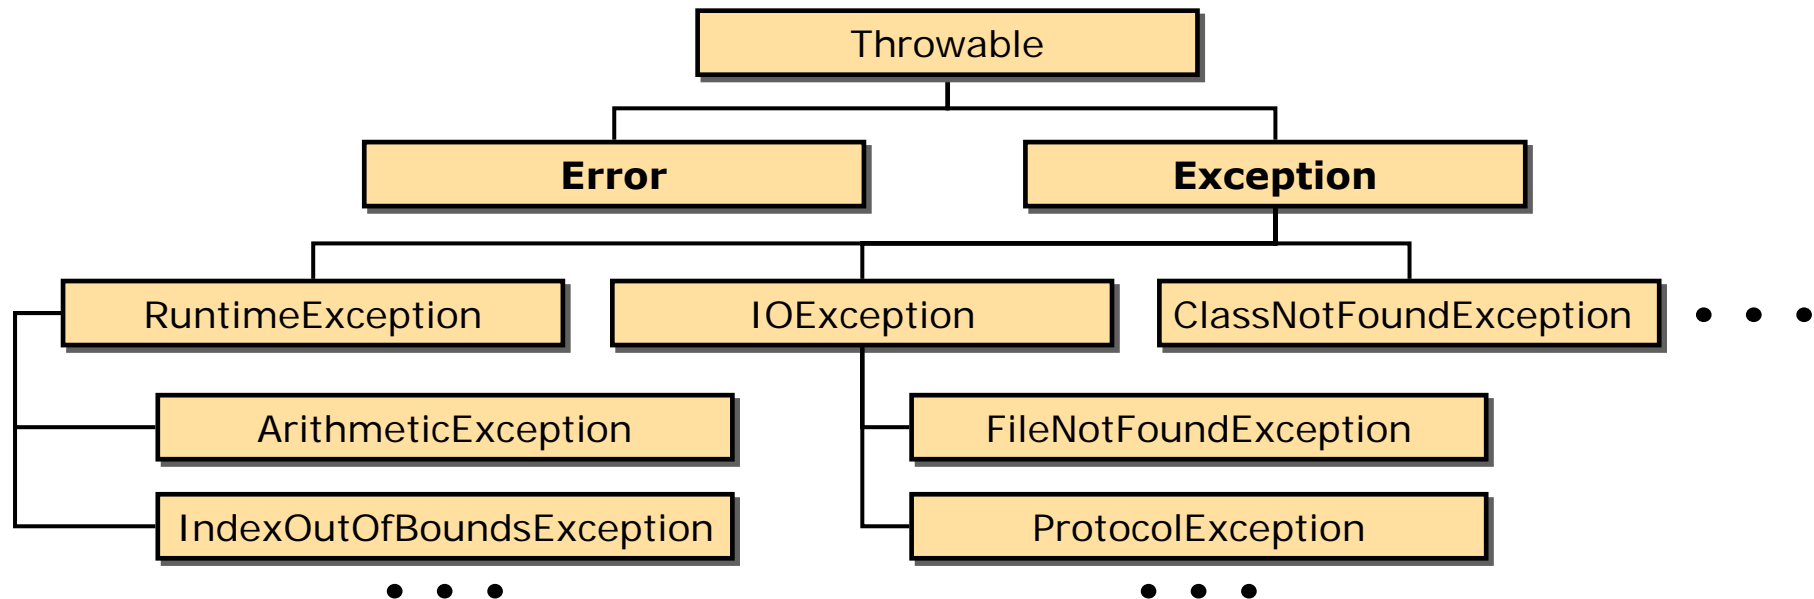 Throwable
Error
Exception
RuntimeException
IOException
ClassNotFoundException
• • •
ArithmeticException
FileNotFoundException
IndexOutOfBoundsException
ProtocolException
• • •
• • •